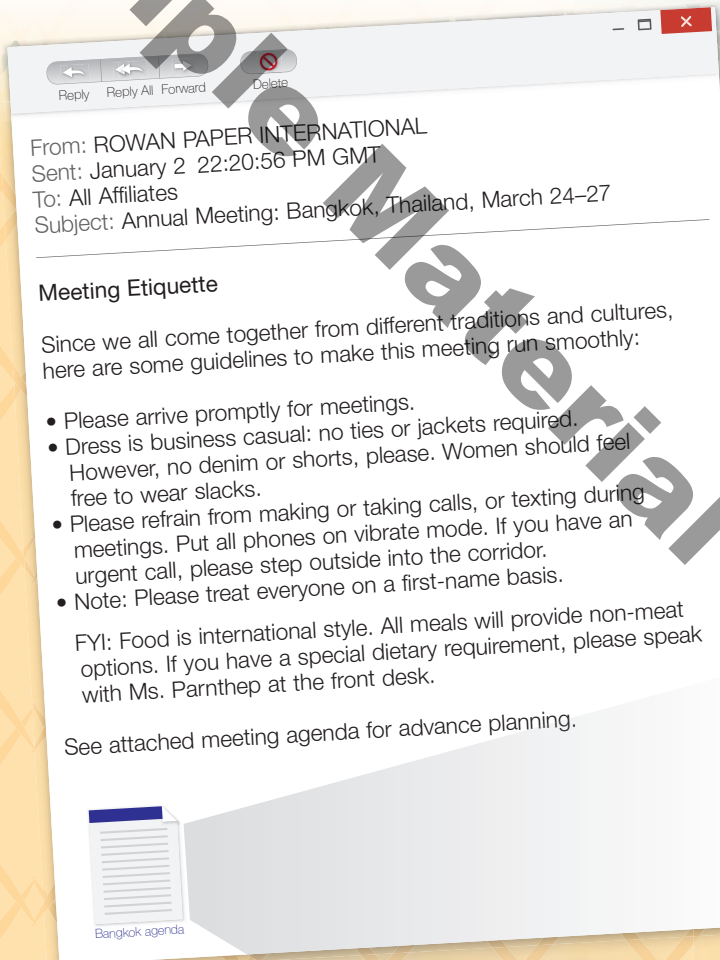 Reply Reply All Forward Delete
From: ROWAN PAPER INTERNATIONAL
Sent: January 2 22:20:56 PM GMT
To: All Affiliates
Subject: Annual Meeting: Bangkok, Thailand, March 24–27
Meeting Etiquette
Since we all come together from different traditions and cultures,
here are some guidelines to make this meeting run smoothly:
• Please arrive promptly for meetings.
• Dress is business casual: no ties or jackets required.
However, no denim or shorts, please. Women should feel
free to wear slacks.
• Please refrain from making or taking calls, or texting during
meetings. Put all phones on vibrate mode. If you have an
urgent call, please step outside into the corridor.
• Note: Please treat everyone on a first-name basis.
FYI: Food is international style. All meals will provide non-meat
options. If you have a special dietary requirement, please speak
with Ms. Parnthep at the front desk.
See attached meeting agenda for advance planning.
Bangkok agenda
Material